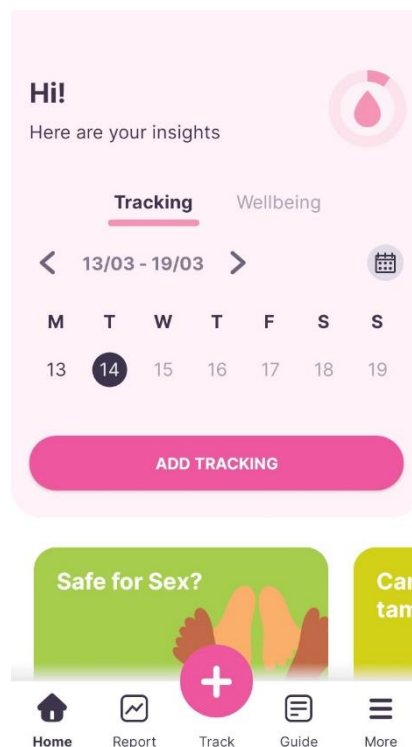 Hi!
Here are your insights
Tracking Wellbeing
13/03 - 19/03
M T W T F S S
13 14 15 16 17 18 19
ADD TRACKING
Safe for Sex?
Home Report Track Guide More